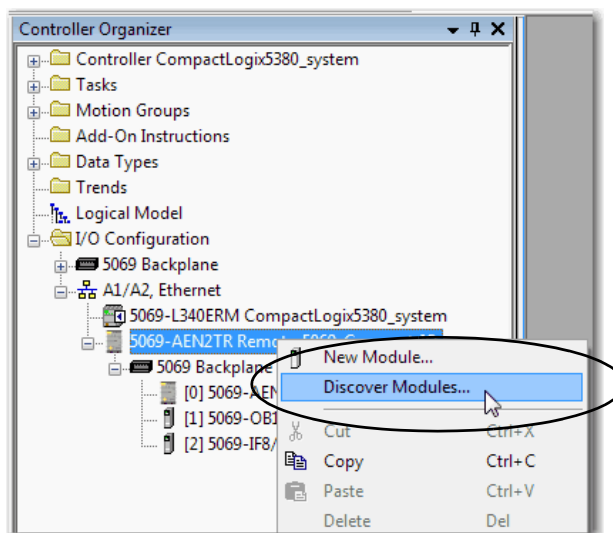 Controller Organizer
Controller CompactLogix5380_system
Tasks
Motion Groups
Add-On Instructions
Data Types
Trends
Logical Model
I/O Configuration
5069 Backplane
A1/A2, Ethernet
5069-L340ERM CompactLogix5380_system
5069-AEN2TR
5069 Backplane
[0] 5069-AEN
[1] 5069-OB1
[2] 5069-IF8/
New Module...
Discover Modules...
Cut Ctrl+X
Copy Ctrl+C
Paste Ctrl+V
Delete Del